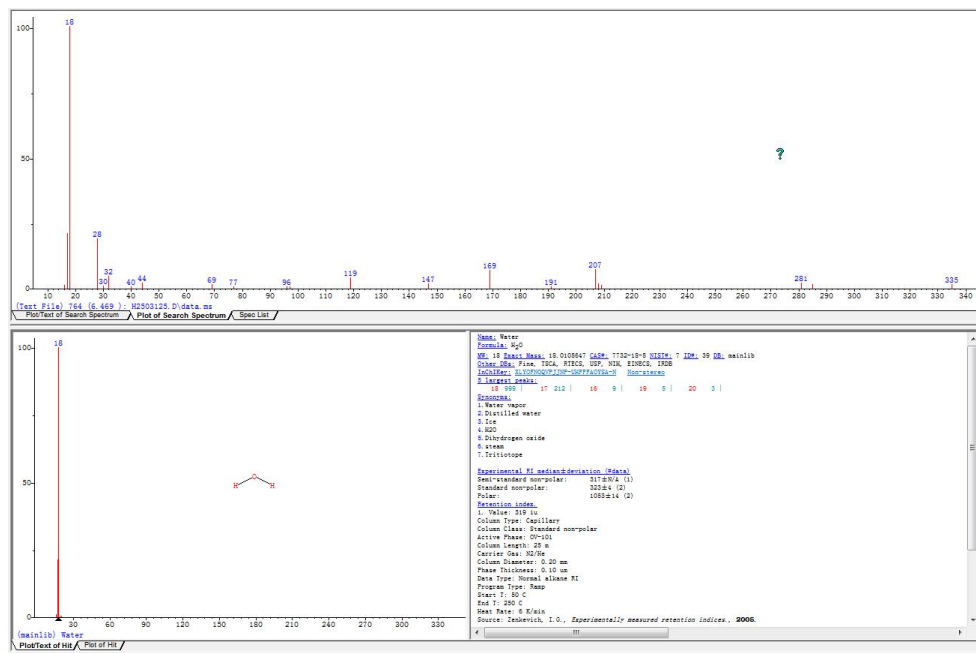 100
18
50
28
32
30
40 44
69
77
96
119
147
169
191
207
281
335
0
10 20 30 40 50 60 70 80 90 100 110 120 130 140 150 160 170 180 190 200 210 220 230 240 250 260 270 280 290 300 310 320 330 340
(Text File) 764 (6.469 ): H2503125.D\data.ms
Plot/Text of Search Spectrum Plot of Search Spectrum Spec List
100
18
50
H O H
0
30 60 90 120 150 180 210 240 270 300 330
(mainlib) Water
Plot/Text of Hit Plot of Hit
Name: Water
Formula: H2O
MW: 18 Exact Mass: 18.0105647 CAS#: 7732-18-5 NIST#: 7 ID#: 39 DB: mainlib
Other DBs: Fine, TSCA, RTECS, USP, NIH, EINECS, IRDB
InChIKey: XLYOFNOQVPJJNP-UHFFFAOYSA-N Non-stereo
5 largest peaks:
18 999 | 17 212 | 16 9 | 19 5 | 20 3 |
Synonyms:
1. Water vapor
2. Distilled water
3. Ice
4. H2O
5. Dihydrogen oxide
6. steam
7. Tritiotope
Experimental RI median±deviation (#data)
Semi-standard non-polar: 317±N/A (1)
Standard non-polar: 323±4 (2)
Polar: 1053±14 (2)
Retention index.
1. Value: 319 iu
Column Type: Capillary
Column Class: Standard non-polar
Active Phase: OV-101
Column Length: 25 m
Carrier Gas: N2/He
Column Diameter: 0.20 mm
Phase Thickness: 0.10 um
Data Type: Normal alkane RI
Program Type: Ramp
Start T: 50 C
End T: 250 C
Heat Rate: 6 K/min
Source: Zenkevich, I.G., Experimentally measured retention indices., 2005.